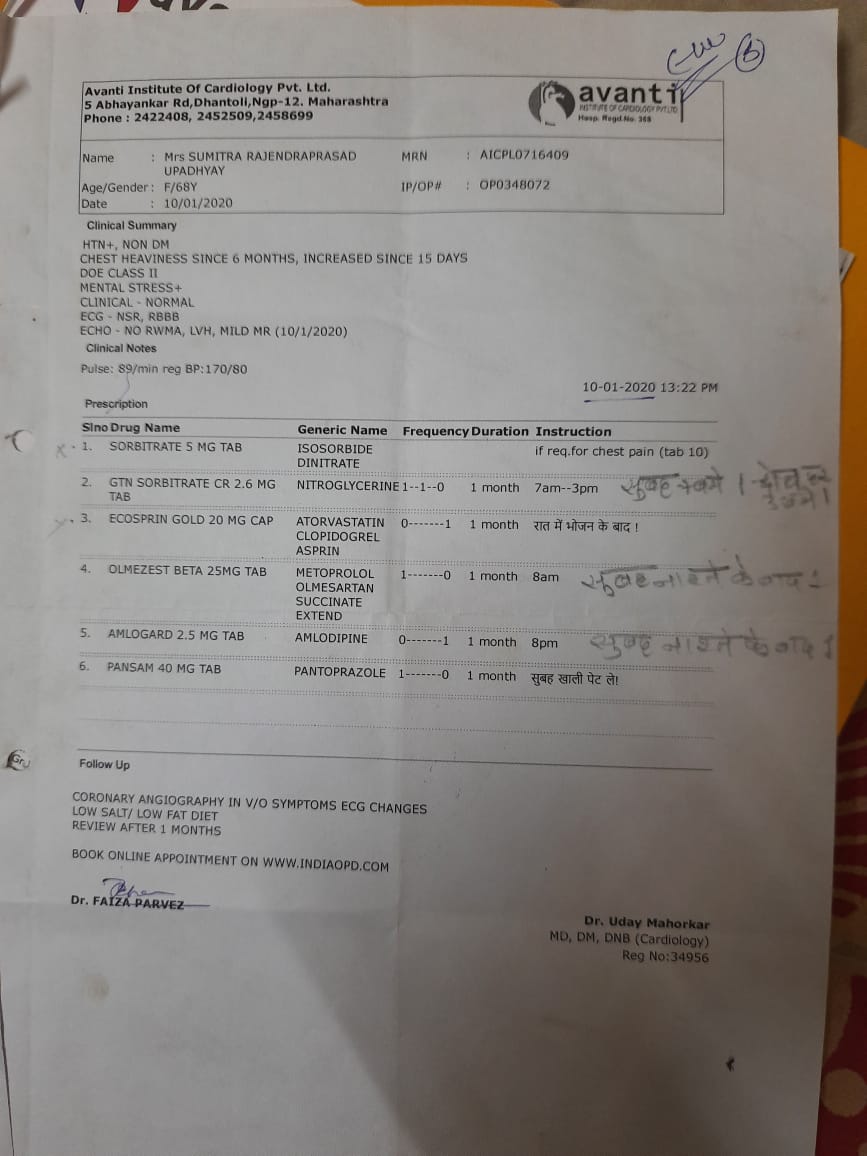 Avanti Institute Of Cardiology Pvt. Ltd.
5 Abhayankar Rd,Dhantoli,Ngp-12. Maharashtra
Phone : 2422408, 2452509,2458699
avanti
INSTITUTE OF CARDIOLOGY PVT.LTD
Hosp. Regd.No. 368
Name : Mrs SUMITRA RAJENDRAPRASAD MRN : AICPL0716409
UPADHYAY
Age/Gender : F/68Y IP/OP# : OP0348072
Date : 10/01/2020
Clinical Summary
HTN+, NON DM
CHEST HEAVINESS SINCE 6 MONTHS, INCREASED SINCE 15 DAYS
DOE CLASS II
MENTAL STRESS+
CLINICAL - NORMAL
ECG - NSR, RBBB
ECHO - NO RWMA, LVH, MILD MR (10/1/2020)
Clinical Notes
Pulse: 89/min reg BP:170/80
10-01-2020 13:22 PM
Prescription
Slno Drug Name Generic Name Frequency Duration Instruction
x 1. SORBITRATE 5 MG TAB ISOSORBIDE if req.for chest pain (tab 10)
DINITRATE
2. GTN SORBITRATE CR 2.6 MG NITROGLYCERINE 1--1--0 1 month 7am--3pm सुबह
TAB
3. ECOSPRIN GOLD 20 MG CAP ATORVASTATIN 0-------1 1 month रात में भोजन के बाद !
CLOPIDOGREL
ASPRIN
4. OLMEZEST BETA 25MG TAB METOPROLOL 1-------0 1 month 8am सुबह नाश्ते के बाद !
OLMESARTAN
SUCCINATE
EXTEND
5. AMLOGARD 2.5 MG TAB AMLODIPINE 0-------1 1 month 8pm सुबह नाश्ते के बाद !
6. PANSAM 40 MG TAB PANTOPRAZOLE 1-------0 1 month सुबह खाली पेट ले!
Follow Up
CORONARY ANGIOGRAPHY IN V/O SYMPTOMS ECG CHANGES
LOW SALT/ LOW FAT DIET
REVIEW AFTER 1 MONTHS
BOOK ONLINE APPOINTMENT ON WWW.INDIAOPD.COM
Dr. FAIZA PARVEZ
Dr. Uday Mahorkar
MD, DM, DNB (Cardiology)
Reg No:34956